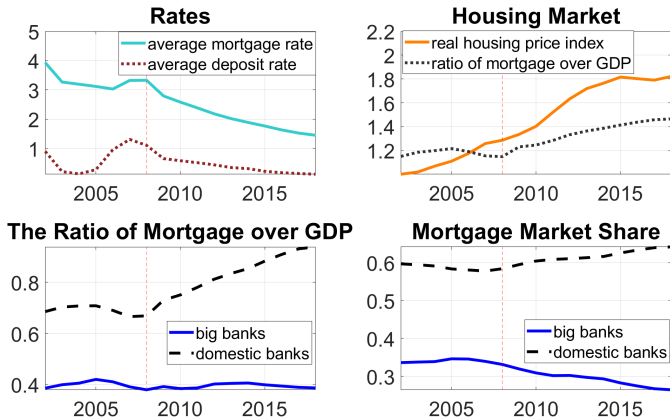 Rates
5
4
3
2
1
average mortgage rate
average deposit rate
2005 2010 2015
Housing Market
2.2
2
1.8
1.6
1.4
1.2
real housing price index
ratio of mortgage over GDP
2005 2010 2015
The Ratio of Mortgage over GDP
0.8
0.6
0.4
big banks
domestic banks
2005 2010 2015
Mortgage Market Share
0.6
0.5
0.4
0.3
big banks
domestic banks
2005 2010 2015